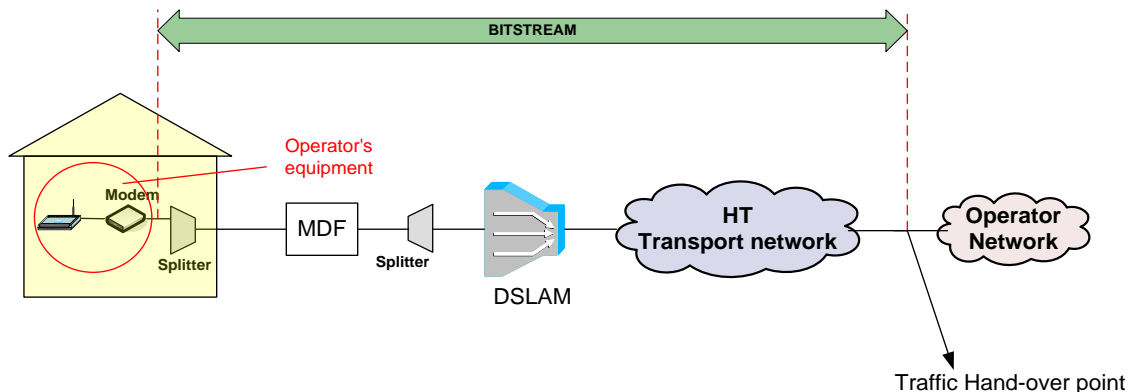 BITSTREAM
Operator's
equipment
Modem
Splitter
MDF
Splitter
DSLAM
HT
Transport network
Operator
Network
Traffic Hand-over point